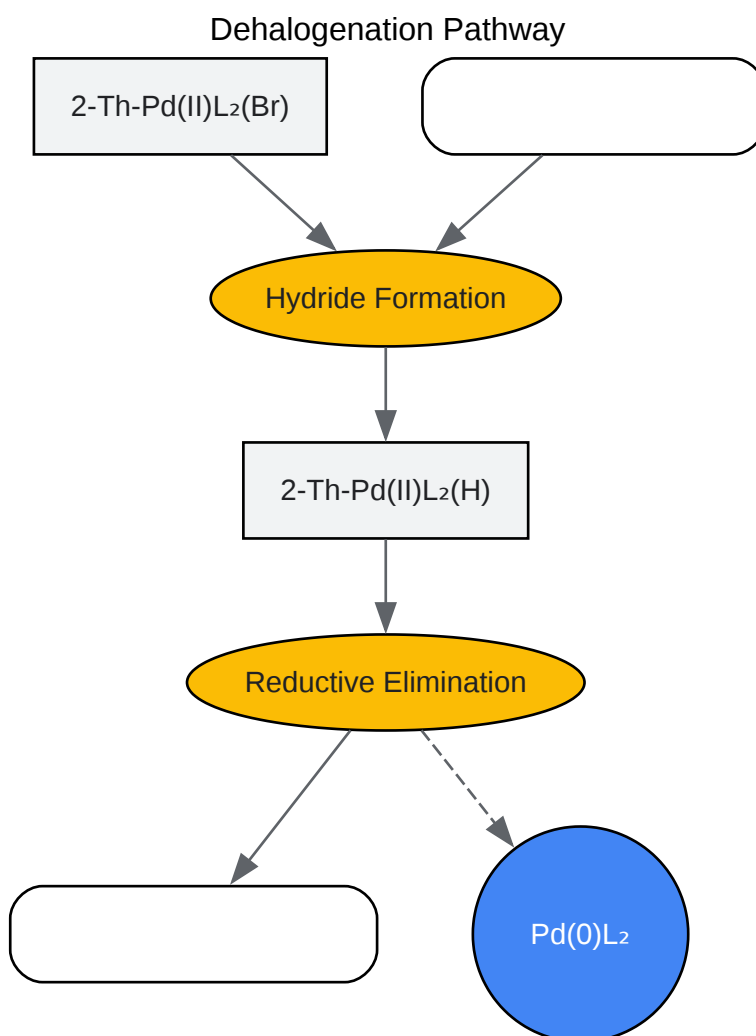 Dehalogenation Pathway
2-Th-Pd(II)L₂(Br)
Hydride Formation
2-Th-Pd(II)L₂(H)
Reductive Elimination
Pd(0)L₂